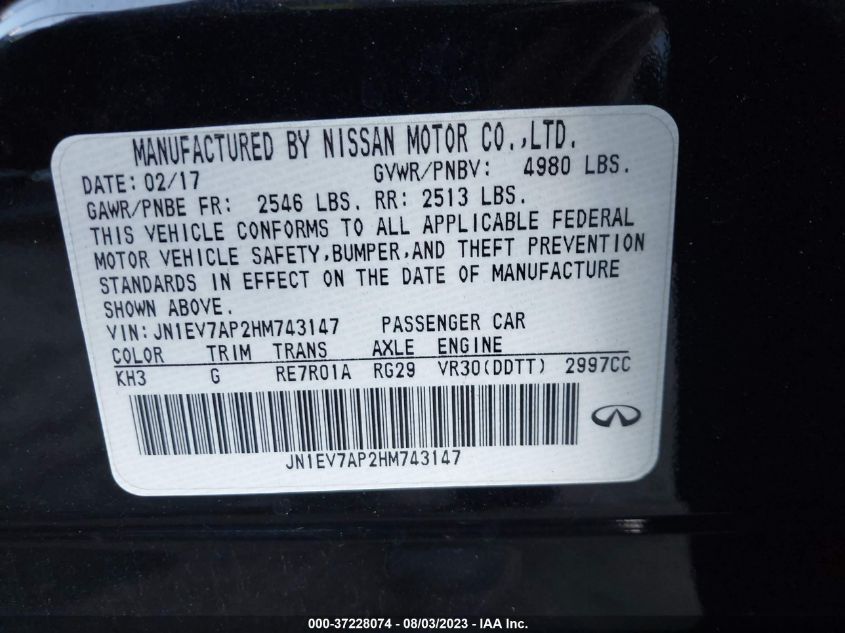 MANUFACTURED BY NISSAN MOTOR CO.,LTD.
DATE: 02/17 GVWR/PNBV: 4980 LBS.
GAWR/PNBE FR: 2546 LBS. RR: 2513 LBS.
THIS VEHICLE CONFORMS TO ALL APPLICABLE FEDERAL
MOTOR VEHICLE SAFETY,BUMPER,AND THEFT PREVENTION
STANDARDS IN EFFECT ON THE DATE OF MANUFACTURE
SHOWN ABOVE.
VIN:JN1EV7AP2HM743147 PASSENGER CAR
COLOR TRIM TRANS AXLE ENGINE
KH3 G RE7R01A RG29 VR30(DDTT) 2997CC
JN1EV7AP2HM743147
000-37228074 - 08/03/2023 - IAA Inc.